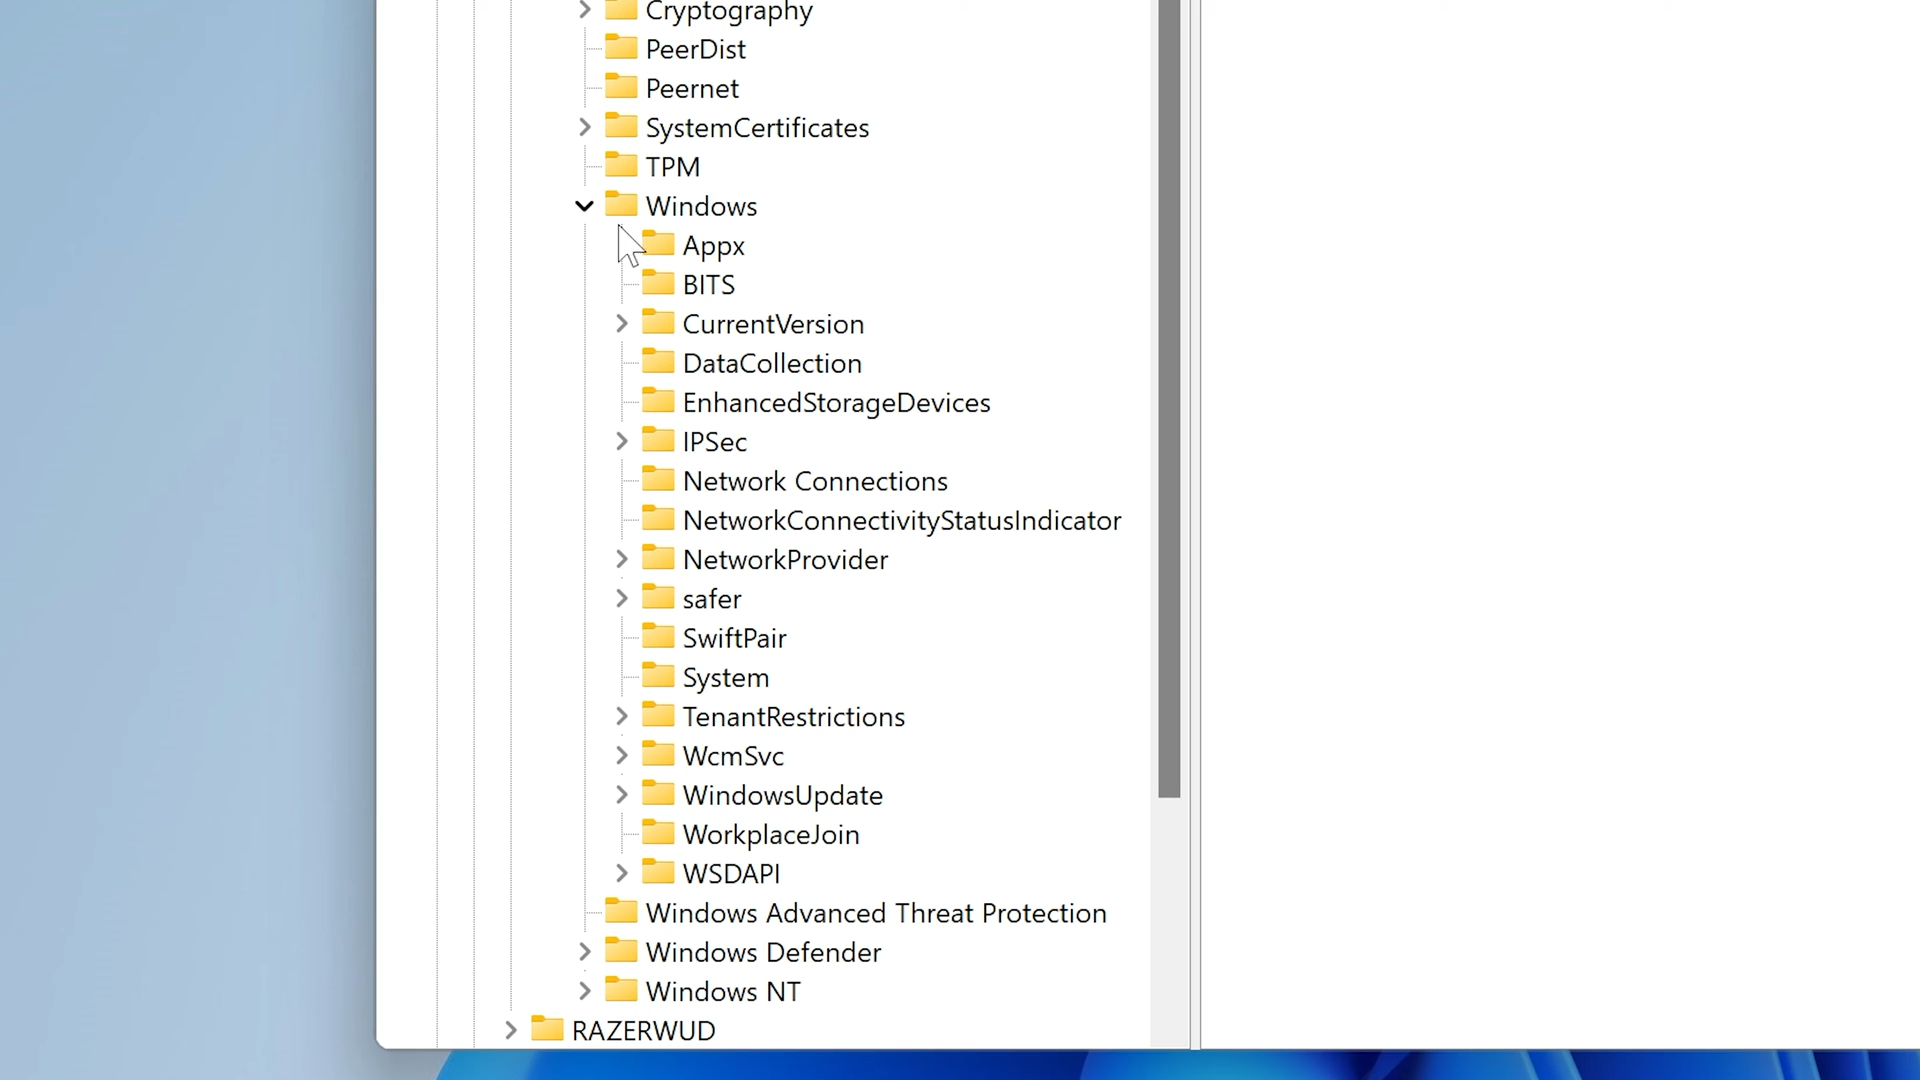 Cryptography
PeerDist
Peernet
SystemCertificates
TPM
Windows
Appx
BITS
CurrentVersion
DataCollection
EnhancedStorageDevices
IPSec
Network Connections
NetworkConnectivityStatusIndicator
NetworkProvider
safer
SwiftPair
System
TenantRestrictions
WcmSvc
WindowsUpdate
WorkplaceJoin
WSDAPI
Windows Advanced Threat Protection
Windows Defender
Windows NT
RAZERWUD